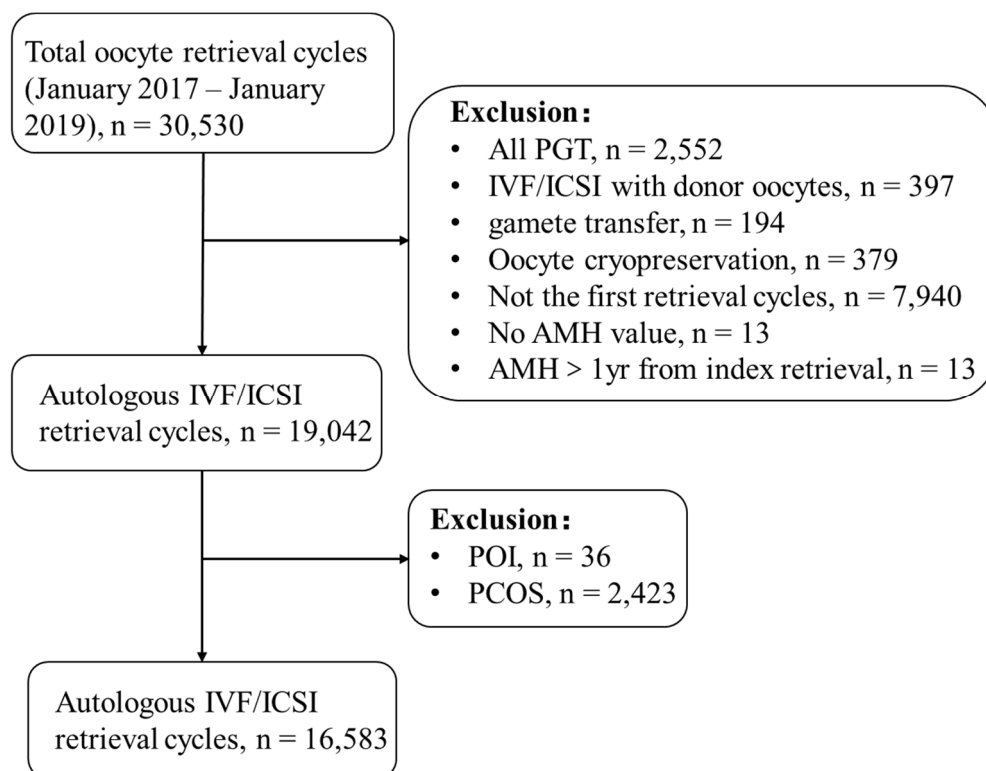 Total oocyte retrieval cycles
(January 2017 – January
2019), n = 30,530
Exclusion:
• All PGT, n = 2,552
• IVF/ICSI with donor oocytes, n = 397
• gamete transfer, n = 194
• Oocyte cryopreservation, n = 379
• Not the first retrieval cycles, n = 7,940
• No AMH value, n = 13
• AMH > 1yr from index retrieval, n = 13
Autologous IVF/ICSI
retrieval cycles, n = 19,042
Exclusion:
• POI, n = 36
• PCOS, n = 2,423
Autologous IVF/ICSI
retrieval cycles, n = 16,583